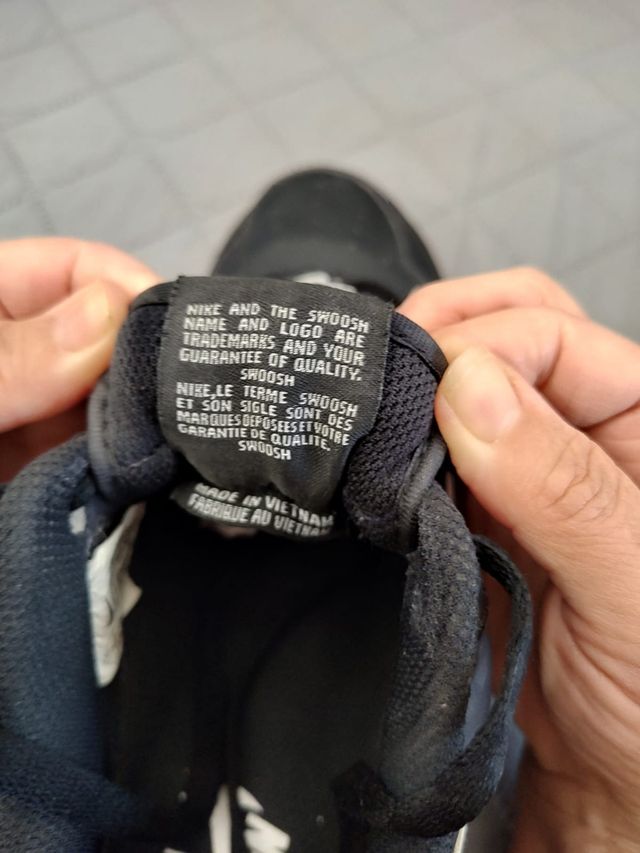 NIKE AND THE SWOOSH
NAME AND LOGO ARE
TRADEMARKS AND YOUR
GUARANTEE OF QUALITY.
SWOOSH
NIKE,LE TERME SWOOSH
ET SON SIGLE SONT DES
MARQUES DEPOSEES ET VOTRE
GARANTIE DE QUALITE.
SWOOSH
MADE IN VIETNAM
FABRIQUE AU VIETNAM